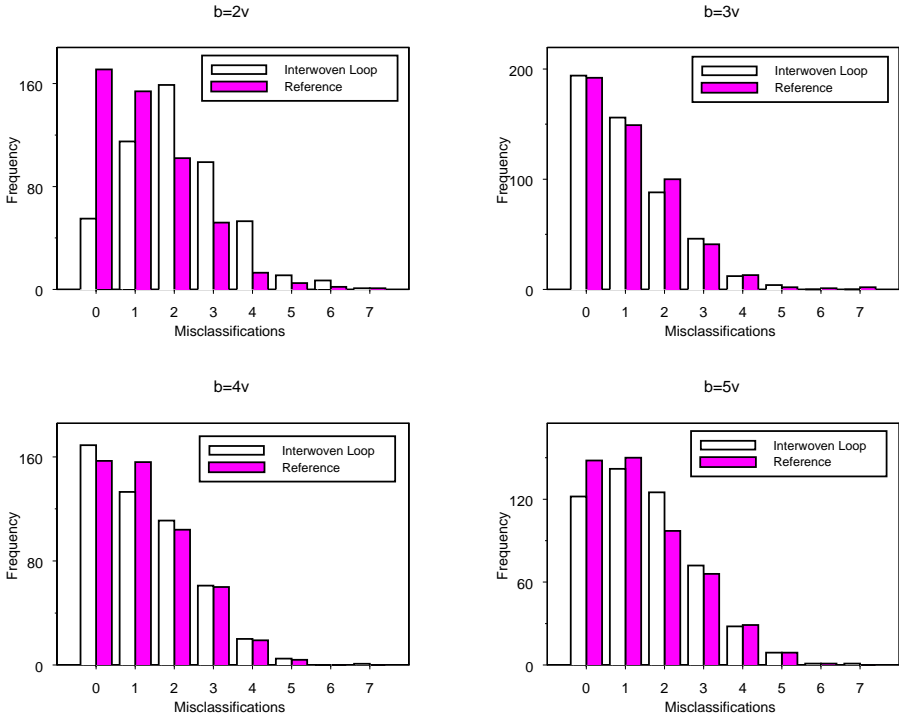 b=2v
Interwoven Loop
Reference
160
80
0
Frequency
0 1 2 3 4 5 6 7
Misclassifications
b=3v
Interwoven Loop
Reference
200
100
0
Frequency
0 1 2 3 4 5 6 7
Misclassifications
b=4v
Interwoven Loop
Reference
160
80
0
Frequency
0 1 2 3 4 5 6 7
Misclassifications
b=5v
Interwoven Loop
Reference
120
60
0
Frequency
0 1 2 3 4 5 6 7
Misclassifications